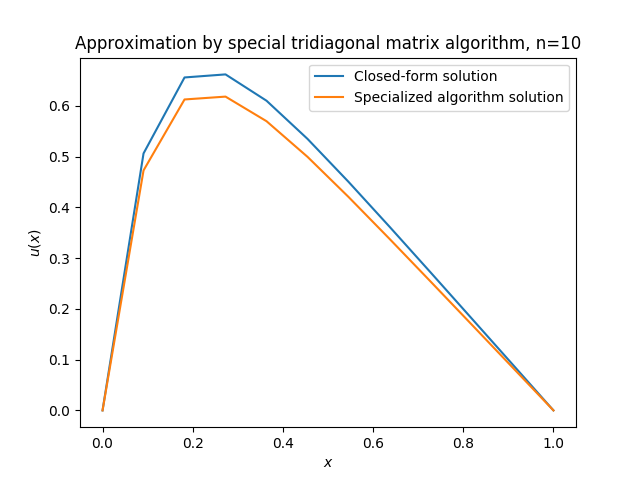 Approximation by special tridiagonal matrix algorithm, n=10
Closed-form solution
Specialized algorithm solution
u(x)
0.6
0.5
0.4
0.3
0.2
0.1
0.0
0.0
0.2
0.4
0.6
0.8
1.0
x